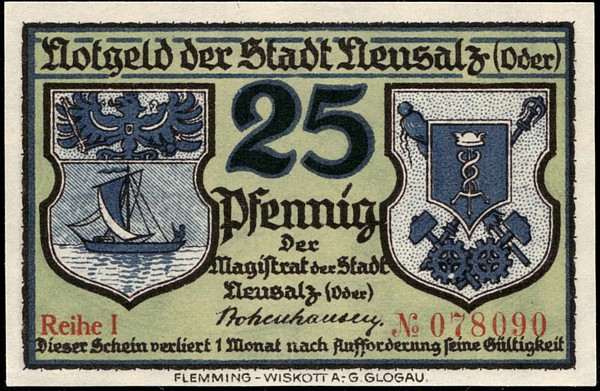 Notgeld der Stadt Neusalz (Oder)
25
Pfennig
Der
Magistrat der Stadt
Neusalz (Oder)
Reihe I
№ 078090
Dieser Schein verliert 1 Monat nach Aufforderung seine Gültigkeit
FLEMMING-WISKOTT A.-G. GLOGAU.